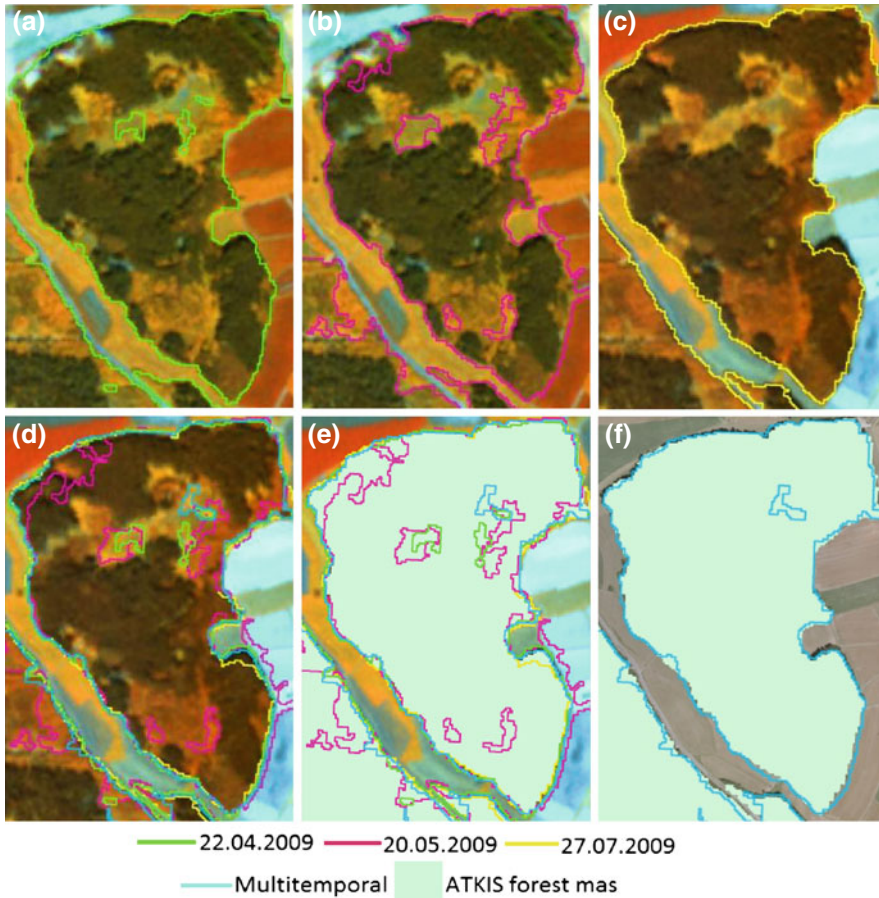 (a)
(b)
(c)
(d)
(e)
(f)
22.04.2009 20.05.2009 27.07.2009
Multitemporal ATKIS forest mas